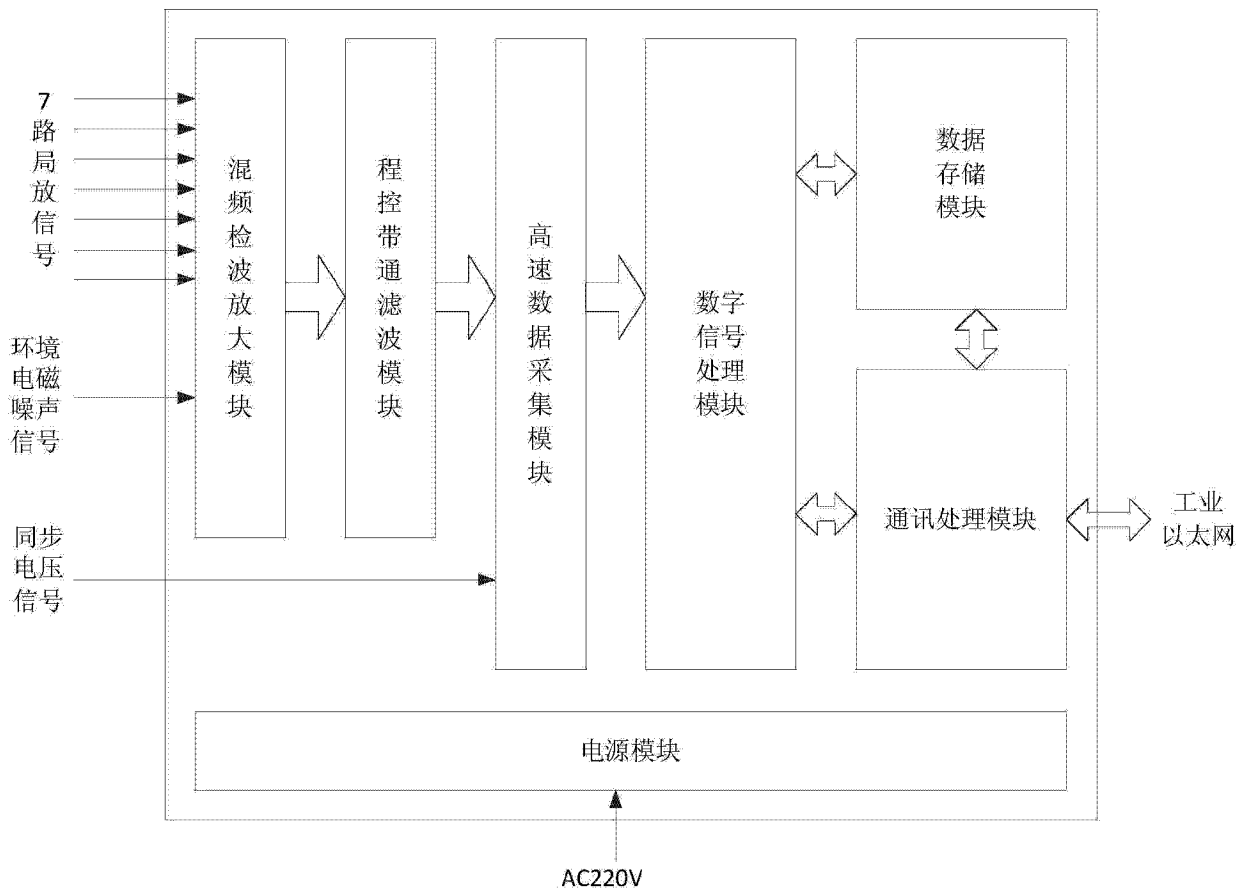 7
路
局
放
信
号
环境
电磁
噪声
信号
同步
电压
信号
混
频
检
波
放
大
模
块
程
控
带
通
滤
波
模
块
高
速
数
据
采
集
模
块
数字
信号
处理
模块
数据
存储
模块
通讯处理模块
工业
以太网
电源模块
AC220V